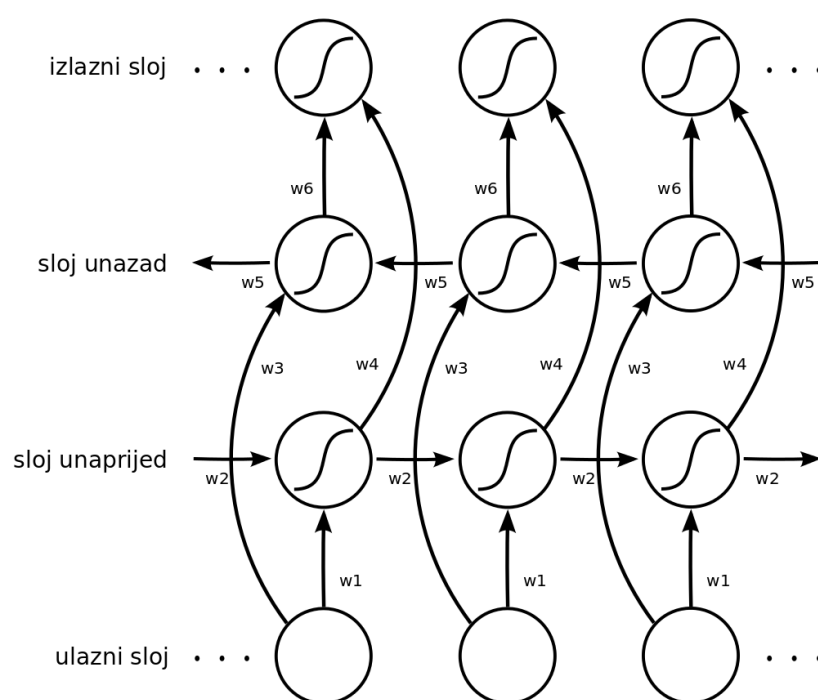 izlazni sloj . . . . . .
w6 w6 w6
sloj unazad
w5 w5 w5 w5
w3 w4 w3 w4 w3 w4
sloj unaprijed
w2 w2 w2 w2
w1 w1 w1
ulazni sloj . . . . . .